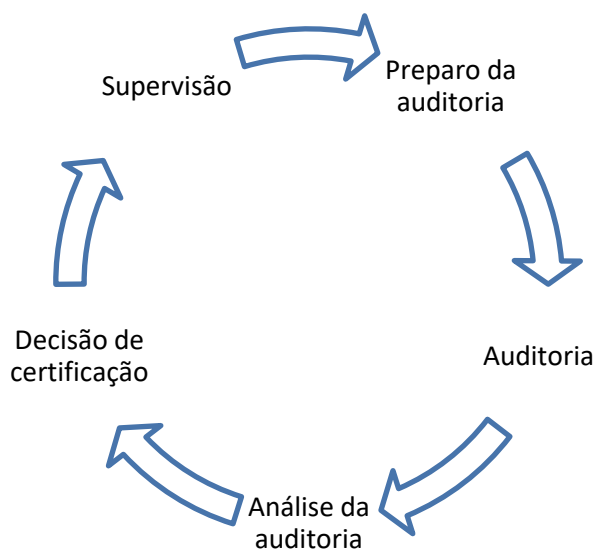 Supervisão
Preparo da
auditoria
Auditoria
Análise da
auditoria
Decisão de
certificação